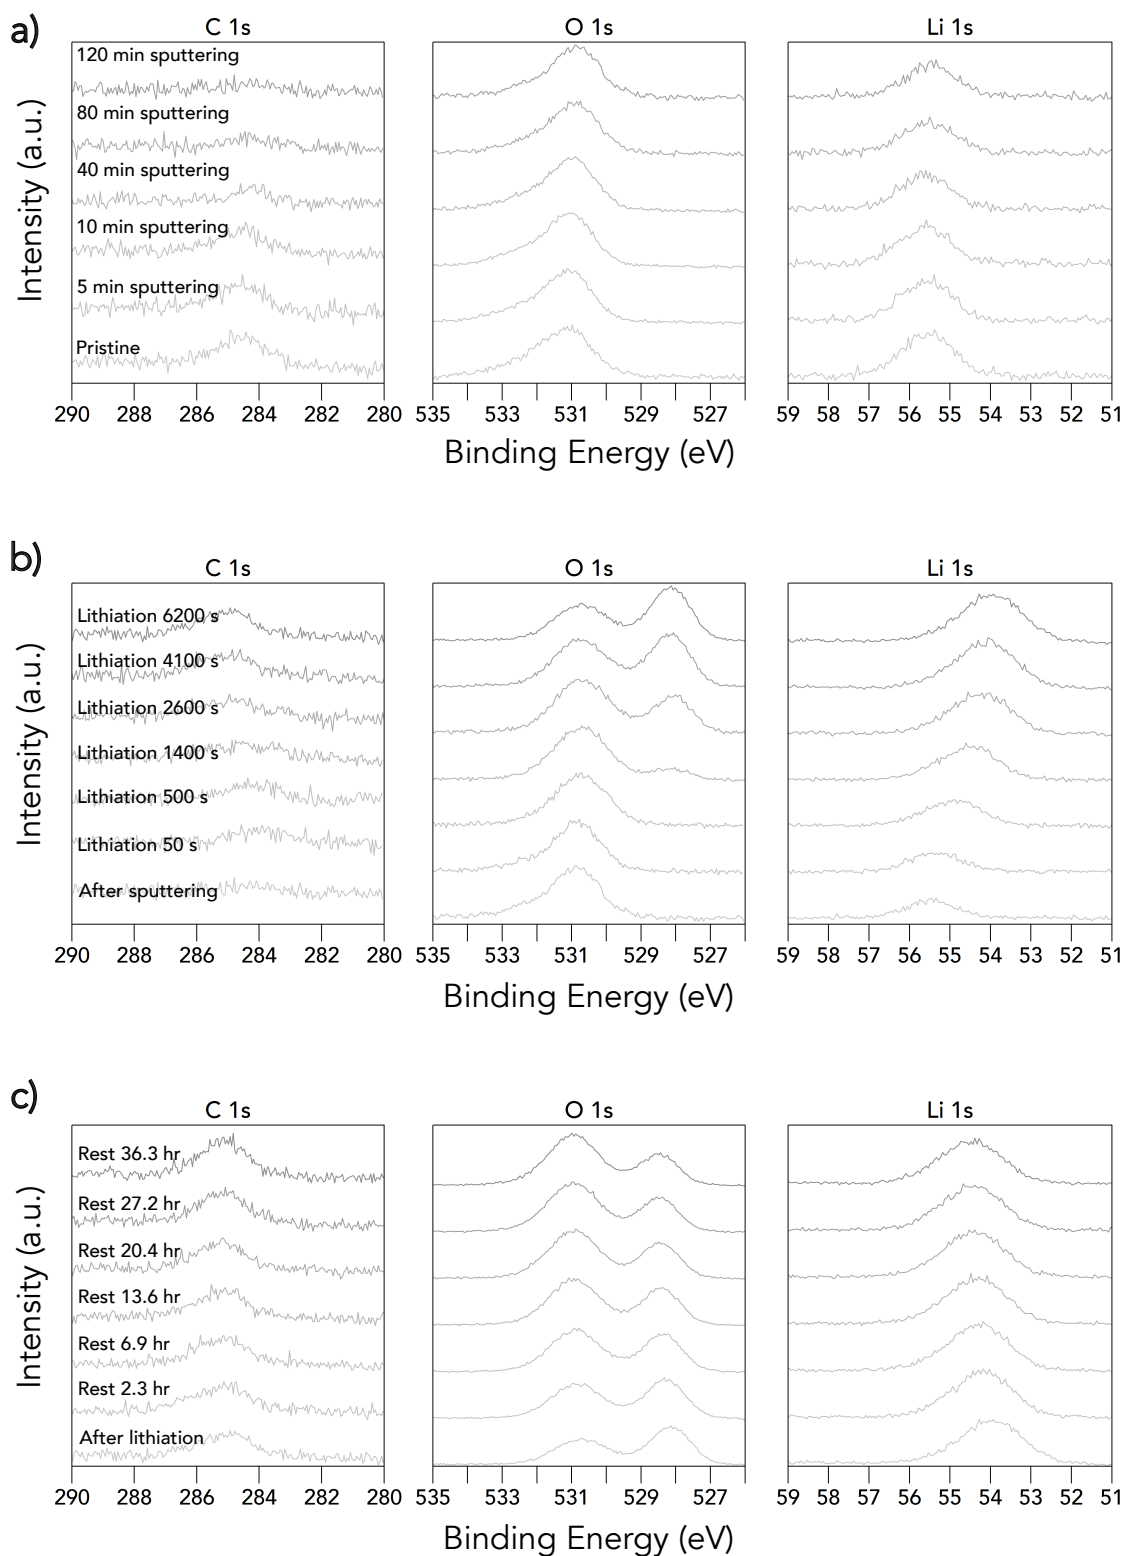 a)
C 1s
O 1s
Li 1s
Intensity (a.u.)
120 min sputtering
80 min sputtering
40 min sputtering
10 min sputtering
5 min sputtering
Pristine
290 288 286 284 282 280
535 533 531 529 527
59 58 57 56 55 54 53 52 51
Binding Energy (eV)
b)
C 1s
O 1s
Li 1s
Intensity (a.u.)
Lithiation 6200 s
Lithiation 4100 s
Lithiation 2600 s
Lithiation 1400 s
Lithiation 500 s
Lithiation 50 s
After sputtering
290 288 286 284 282 280
535 533 531 529 527
59 58 57 56 55 54 53 52 51
Binding Energy (eV)
c)
C 1s
O 1s
Li 1s
Intensity (a.u.)
Rest 36.3 hr
Rest 27.2 hr
Rest 20.4 hr
Rest 13.6 hr
Rest 6.9 hr
Rest 2.3 hr
After lithiation
290 288 286 284 282 280
535 533 531 529 527
59 58 57 56 55 54 53 52 51
Binding Energy (eV)